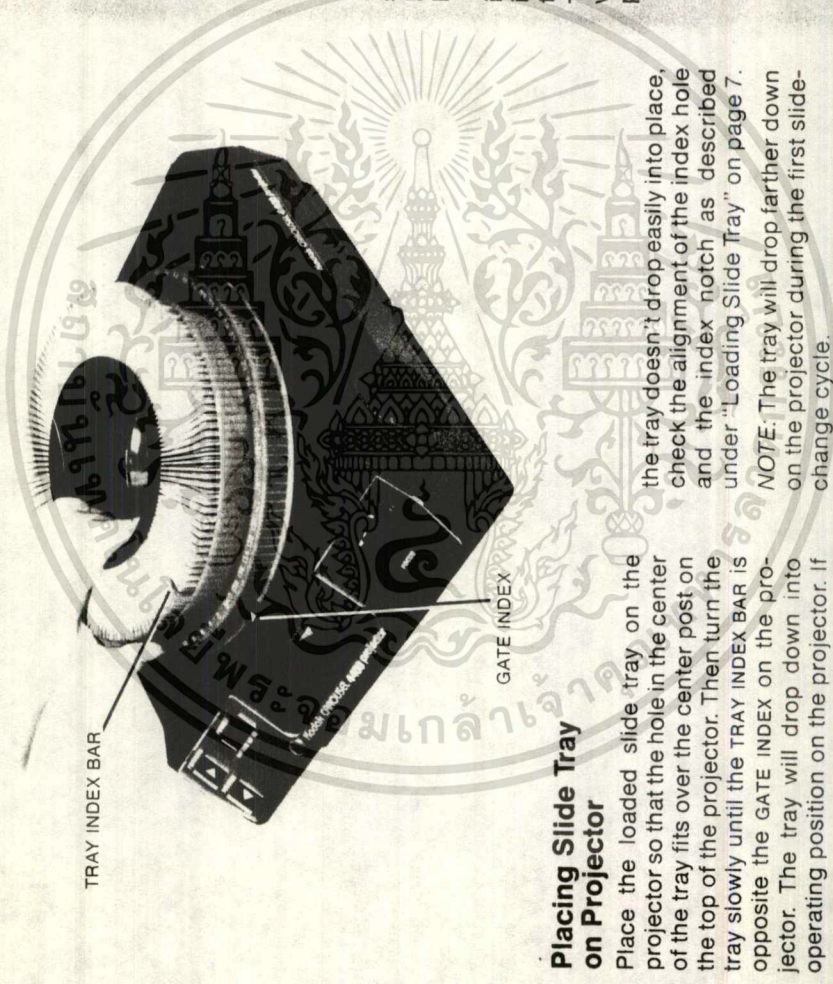 TRAY INDEX BAR
GATE INDEX
Kodak CAROUSEL projector
Placing Slide Tray
on Projector
Place the loaded slide tray on the
projector so that the hole in the center
of the tray fits over the center post on
the top of the projector. Then turn the
tray slowly until the TRAY INDEX BAR is
opposite the GATE INDEX on the pro-
jector. The tray will drop down into
operating position on the projector. If
the tray doesn't drop easily into place,
check the alignment of the index hole
and the index notch as described
under "Loading Slide Tray" on page 7.
NOTE: The tray will drop farther down
on the projector during the first slide-
change cycle.